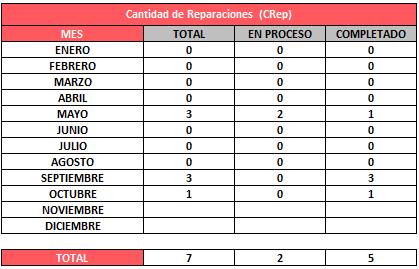 Cantidad de Reparaciones (CRep)
MES TOTAL EN PROCESO COMPLETADO
ENERO 0 0 0
FEBRERO 0 0 0
MARZO 0 0 0
ABRIL 0 0 0
MAYO 3 2 1
JUNIO 0 0 0
JULIO 0 0 0
AGOSTO 0 0 0
SEPTIEMBRE 3 0 3
OCTUBRE 1 0 1
NOVIEMBRE
DICIEMBRE
TOTAL 7 2 5